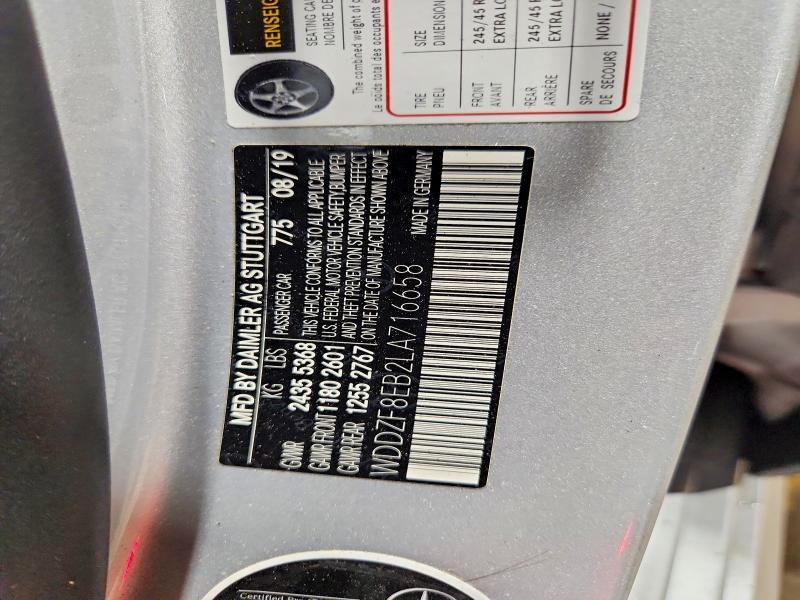 RENSEIG
SEATING CA
NOMBRE DE
The combined weight of
Le poids total des occupants e
TIRE SIZE
PNEU DIMENSION
FRONT 245/45 R
AVANT EXTRA LO
REAR 245/45 R
ARRIÈRE EXTRA LO
SPARE NONE /
DE SECOURS
MFD BY DAIMLER AG STUTTGART
KG LBS PASSENGER CAR 775 08/19
GVWR 2435 5368 THIS VEHICLE CONFORMS TO ALL APPLICABLE
GAWR FRONT 1180 2601 U.S. FEDERAL MOTOR VEHICLE SAFETY, BUMPER
GAWR REAR 1255 2767 AND THEFT PREVENTION STANDARDS IN EFFECT
ON THE DATE OF MANUFACTURE SHOWN ABOVE
WDDZF8EB2LA716658 MADE IN GERMANY
Certified Pre